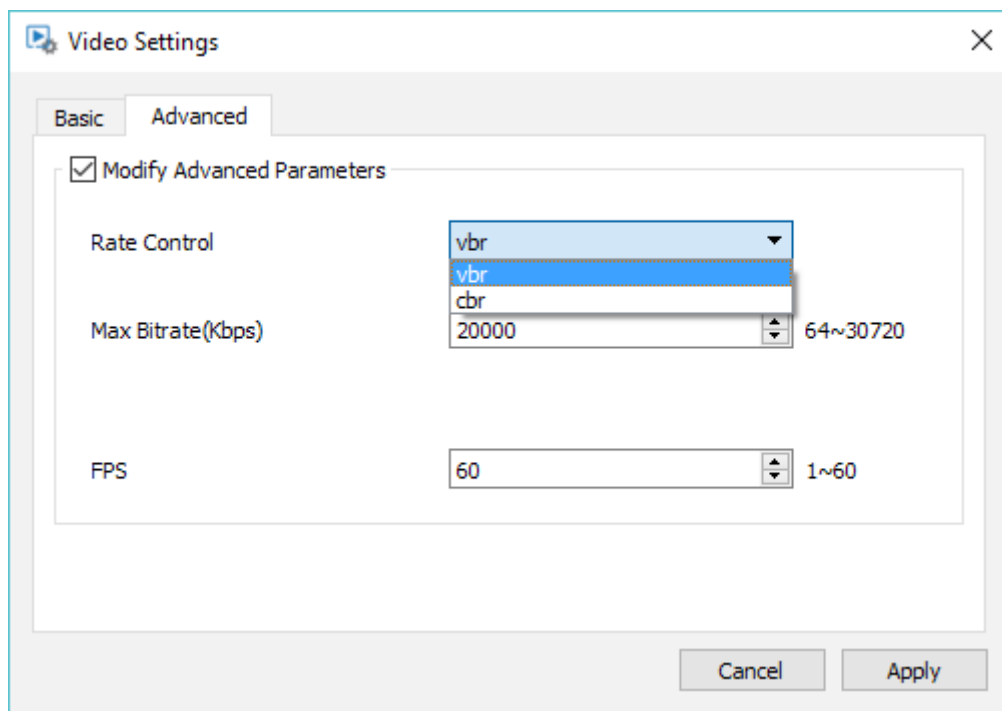 Video Settings
Basic Advanced
Modify Advanced Parameters
Rate Control vbr
vbr
cbr
Max Bitrate(Kbps) 20000 64~30720
FPS 60 1~60
Cancel Apply